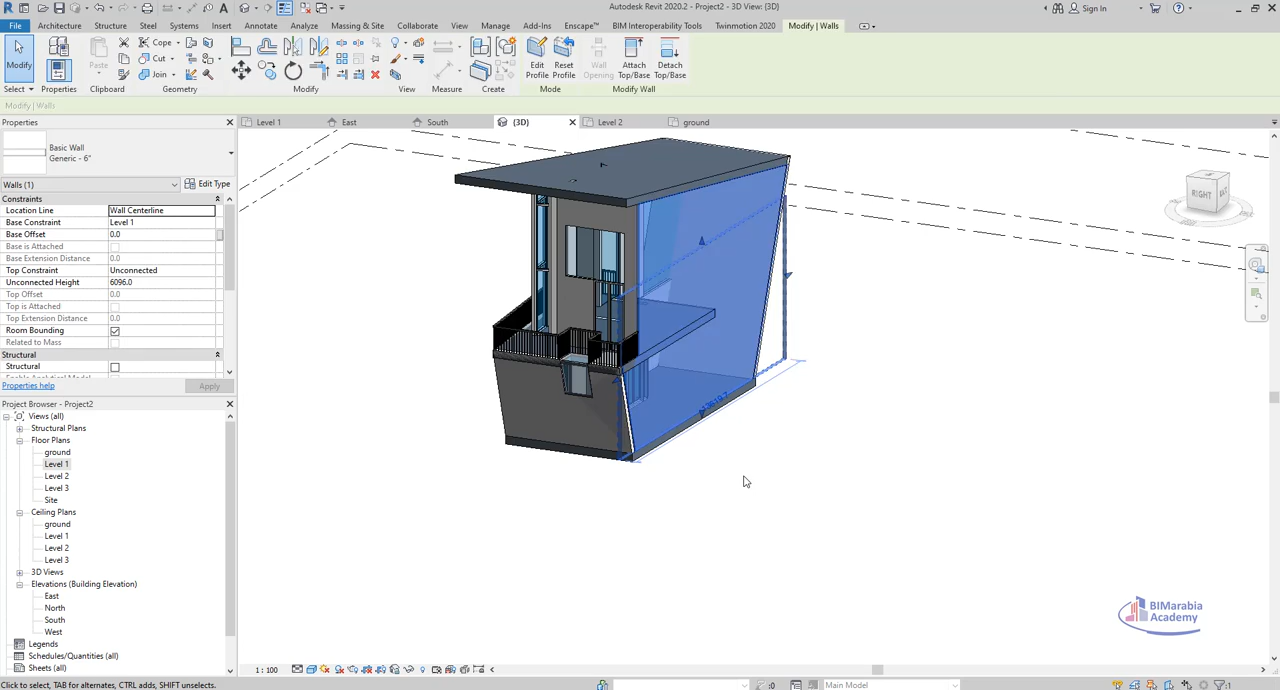 Autodesk Revit 2020.2 - Project2 - 3D View: {3D}
Sign In
File Architecture Structure Steel Systems Insert Annotate Analyze Massing & Site Collaborate View Manage Add-Ins Enscape™ BIM Interoperability Tools Twinmotion 2020 Modify | Walls
Modify
Properties
Paste
Cope
Cut
Join
Wall Opening
Edit Profile
Reset Profile
Attach Top/Base
Detach Top/Base
Select Properties Clipboard Geometry Modify View Measure Create Mode Modify Wall
Modify | Walls
Properties
Level 1 East South {3D} Level 2 ground
Basic Wall
Generic - 6"
Walls (1) Edit Type
Constraints
Location Line Wall Centerline
Base Constraint Level 1
Base Offset 0.0
Base is Attached
Base Extension Distance 0.0
Top Constraint Unconnected
Unconnected Height 6096.0
Top Offset 0.0
Top is Attached
Top Extension Distance 0.0
Room Bounding
Related to Mass
Structural
Structural
Enable Analytical Model
Properties help Apply
Project Browser - Project2
Views (all)
Structural Plans
Floor Plans
ground
Level 1
Level 2
Level 3
Site
Ceiling Plans
ground
Level 1
Level 2
Level 3
3D Views
Elevations (Building Elevation)
East
North
South
West
Legends
Schedules/Quantities (all)
Sheets (all)
RIGHT
BIMarabia
Academy
1 : 100
Click to select, TAB for alternates, CTRL adds, SHIFT unselects.
:0
Main Model
:1